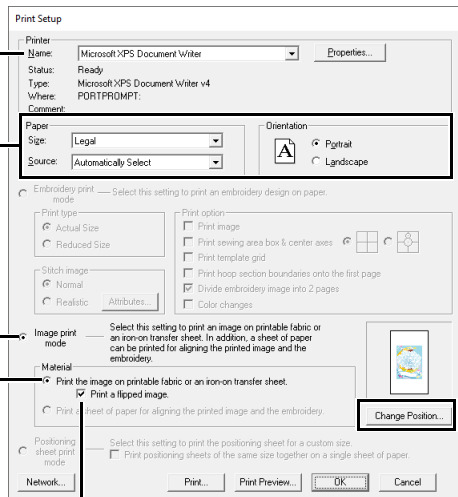 Print Setup
Printer
Name: Microsoft XPS Document Writer Properties...
Status: Ready
Type: Microsoft XPS Document Writer v4
Where: PORTPROMPT:
Comment:
Paper Orientation
Size: Legal
A Portrait
Source: Automatically Select Landscape
Embroidery print mode Select this setting to print an embroidery design on paper.
Print type Print option
Actual Size Print image
Reduced Size Print sewing area box & center axes
Print template grid
Stitch image Print hoop section boundaries onto the first page
Normal Divide embroidery image into 2 pages
Realistic Attributes... Color changes
Image print mode
Select this setting to print an image on printable fabric or
an iron-on transfer sheet. In addition, a sheet of paper
can be printed for aligning the printed image and the
embroidery.
Material
Print the image on printable fabric or an iron-on transfer sheet.
Print a flipped image.
Print a sheet of paper for aligning the printed image and the embroidery.
Change Position...
Positioning sheet print mode
Select this setting to print the positioning sheet for a custom size.
Print positioning sheets of the same size together on a single sheet of paper.
Network... Print... Print Preview... OK Cancel